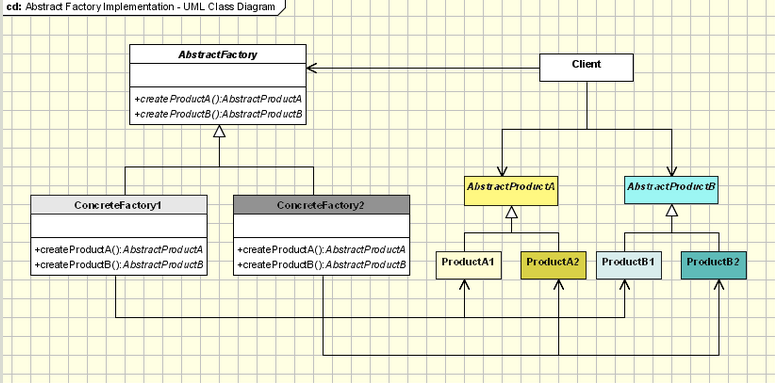 cd: Abstract Factory Implementation - UML Class Diagram
AbstractFactory
+createProductA():AbstractProductA
+createProductB():AbstractProductB
Client
ConcreteFactory1
+createProductA():AbstractProductA
+createProductB():AbstractProductB
ConcreteFactory2
+createProductA():AbstractProductA
+createProductB():AbstractProductB
AbstractProductA
AbstractProductB
ProductA1
ProductA2
ProductB1
ProductB2